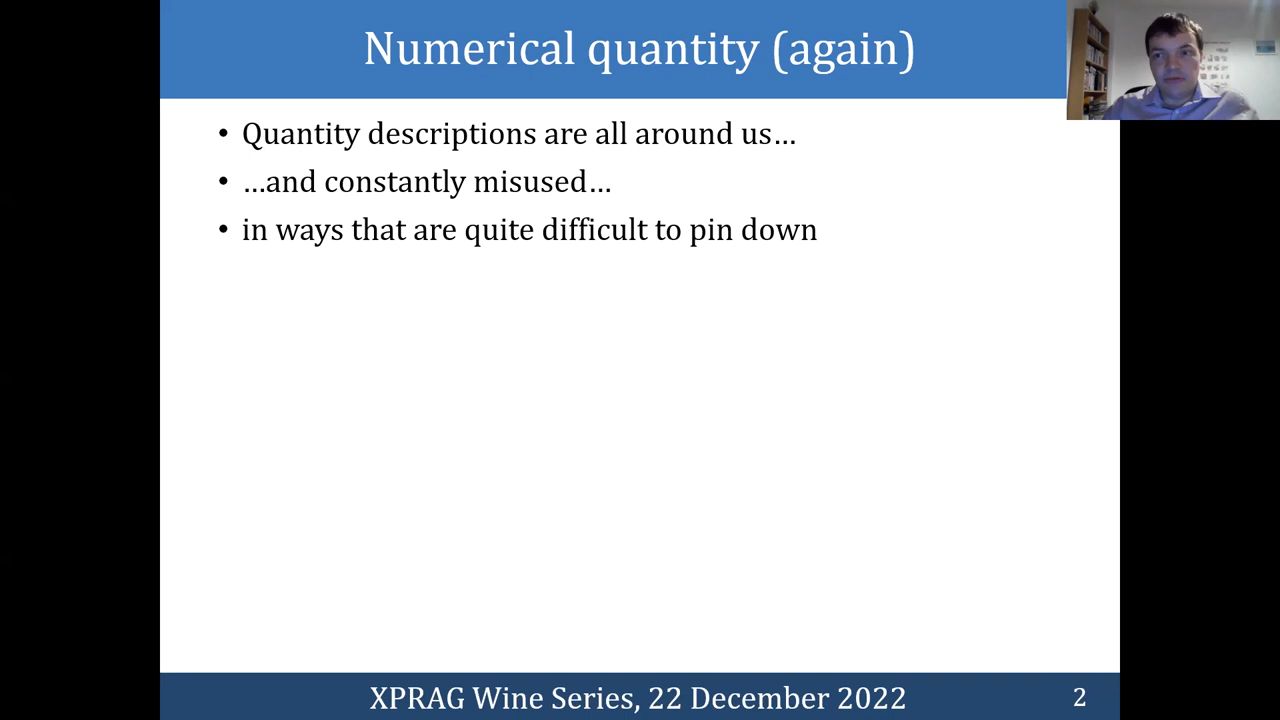 Numerical quantity (again)
• Quantity descriptions are all around us…
• …and constantly misused…
• in ways that are quite difficult to pin down
XPRAG Wine Series, 22 December 2022
2